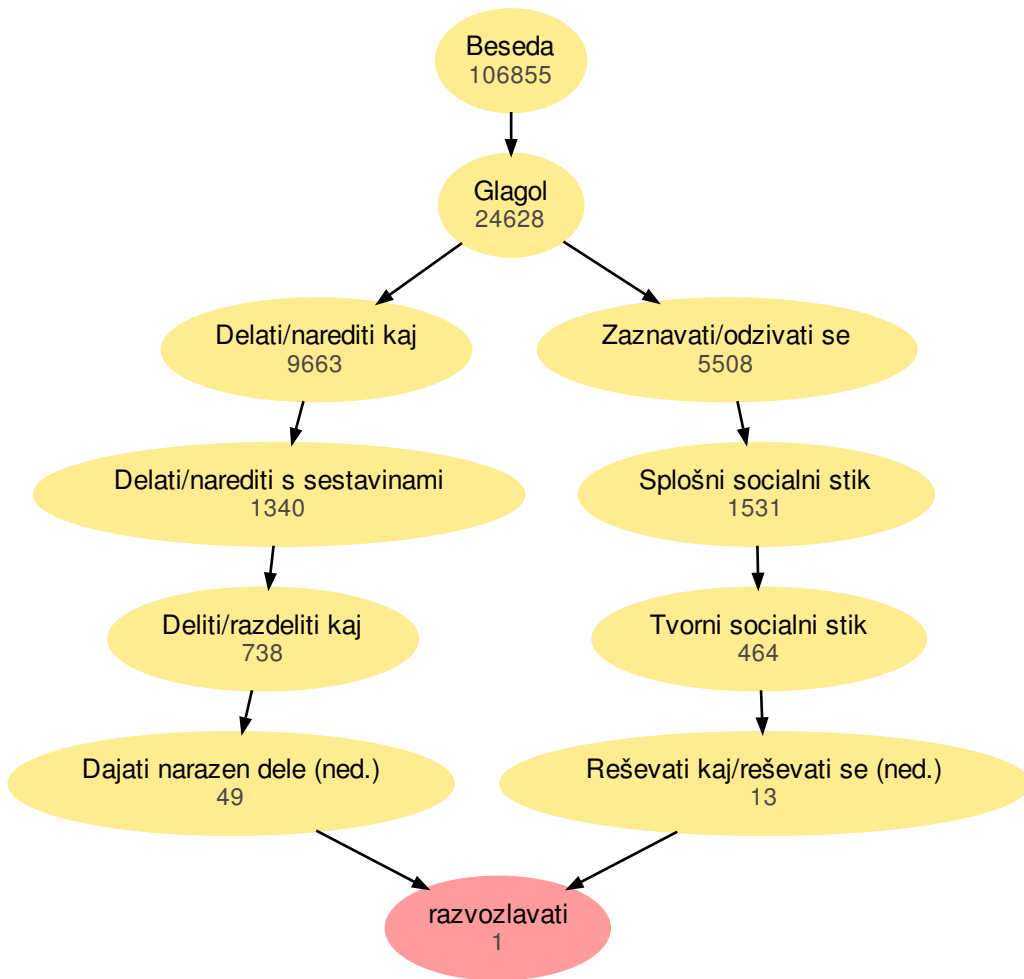 Beseda
106855
Glagol
24628
Delati/narediti kaj
9663
Zaznavati/odzivati se
5508
Delati/narediti s sestavinami
1340
Splošni socialni stik
1531
Deliti/razdeliti kaj
738
Tvorni socialni stik
464
Dajati narazen dele (ned.)
49
Reševati kaj/reševati se (ned.)
13
razvozlavati
1